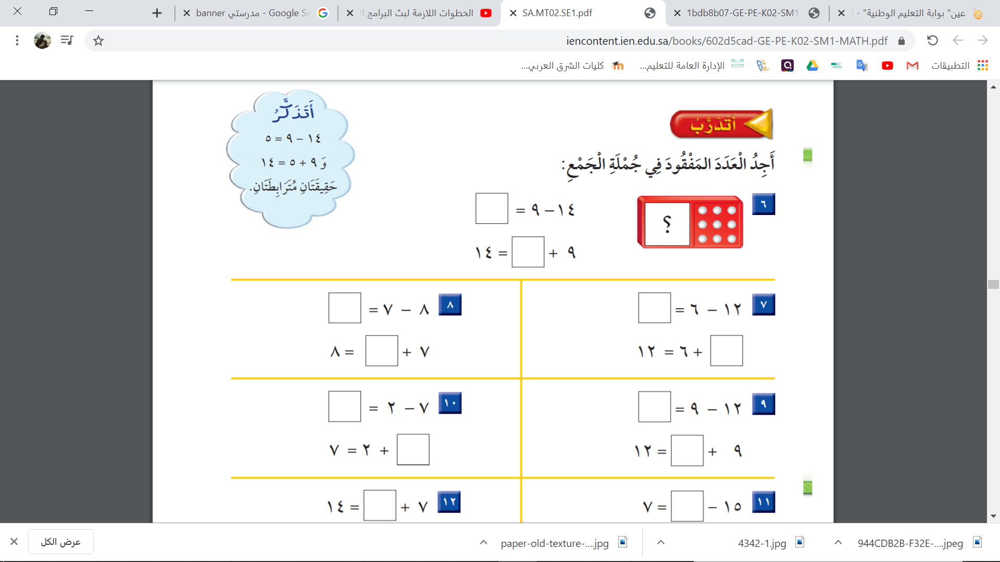 عين" بوابة التعليم الوطنية" - ا
1bdb8b07-GE-PE-K02-SM1
SA.MT02.SE1.pdf
الخطوات اللازمة لبث البرامج ال
banner مدرستي - Google Se
iencontent.ien.edu.sa/books/602d5cad-GE-PE-K02-SM1-MATH.pdf
التطبيقات
الإدارة العامة للتعليم...
كليات الشرق العربي...
أَتَدَرَّبُ
أَتَذَكَّرُ
١٤ – ٩ = ٥
وَ ٩ + ٥ = ١٤
حَقِيقَتَانِ مُتَرَابِطَتَانِ.
أَجِدُ الْعَدَدَ المَفْقُودَ فِي جُمْلَةِ الْجَمْعِ:
٦
؟
١٤ – ٩ =
٩ + = ١٤
٧
١٢ – ٦ =
+ ٦ = ١٢
٨
٨ – ٧ =
٧ + = ٨
٩
١٢ – ٩ =
٩ + = ١٢
١٠
٧ – ٢ =
+ ٢ = ٧
١١
١٥ – = ٧
١٢
٧ + = ١٤
944CDB2B-F32E-....jpeg
4342-1.jpg
paper-old-texture-....jpg
عرض الكل